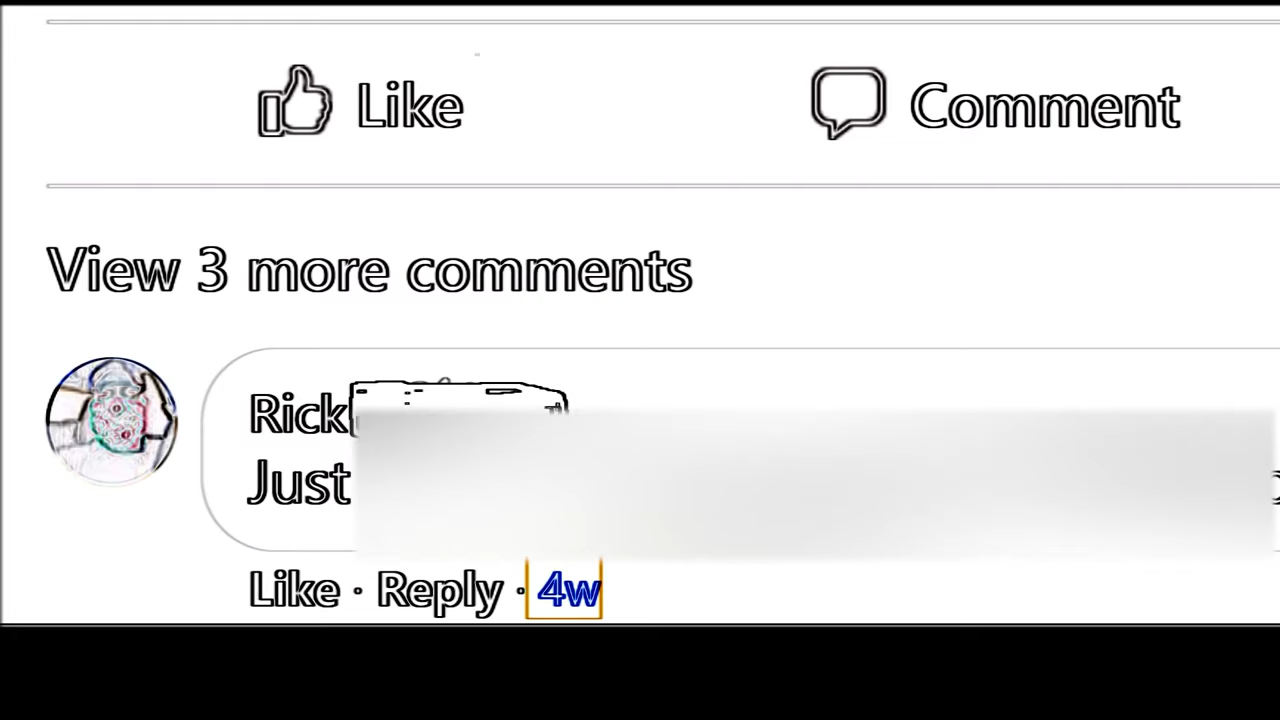 Like Comment
View 3 more comments
Rick
Just
Like · Reply · 4w